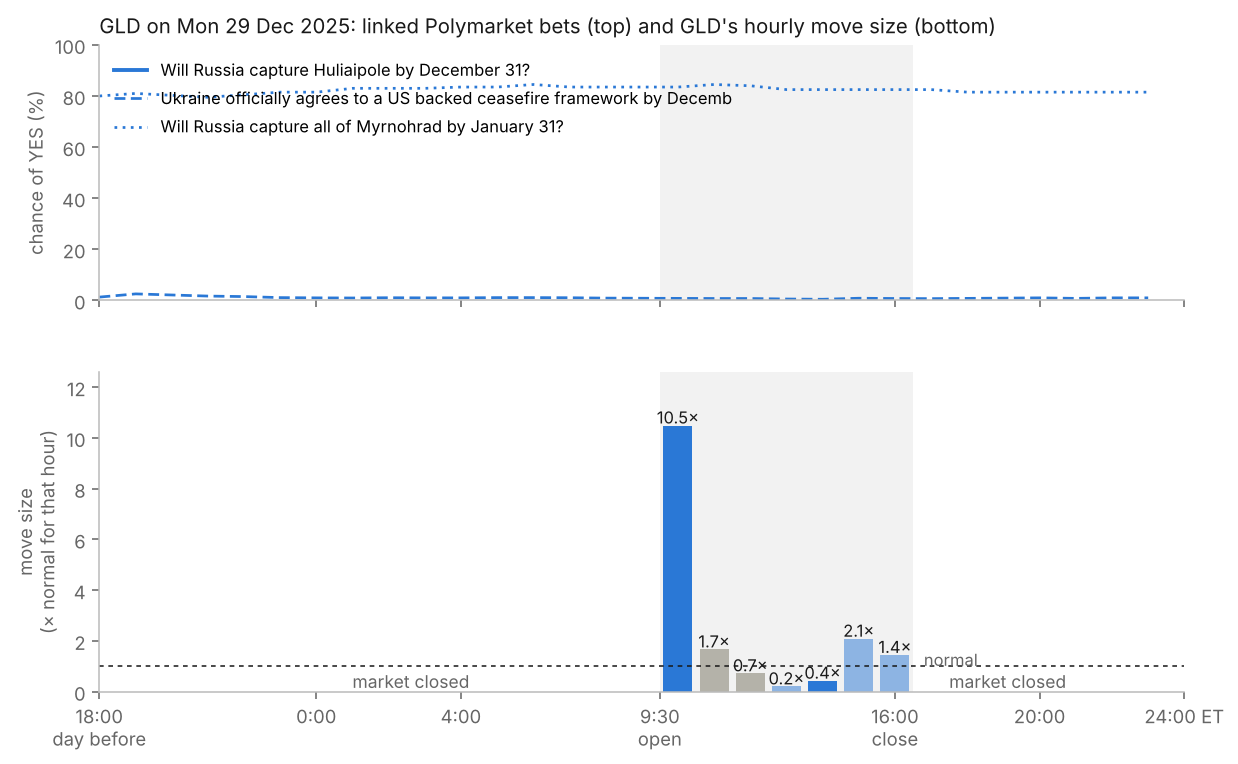 GLD on Mon 29 Dec 2025: linked Polymarket bets (top) and GLD's hourly move size (bottom)
chance of YES (%)
100
80
60
40
20
0
Will Russia capture Huliaipole by December 31?
Ukraine officially agrees to a US backed ceasefire framework by Decemb
Will Russia capture all of Myrnohrad by January 31?
move size
(× normal for that hour)
12
10
8
6
4
2
0
10.5×
1.7×
0.7×
0.2×
0.4×
2.1×
1.4×
normal
market closed
market closed
18:00
day before
0:00
4:00
9:30
open
16:00
close
20:00
24:00 ET